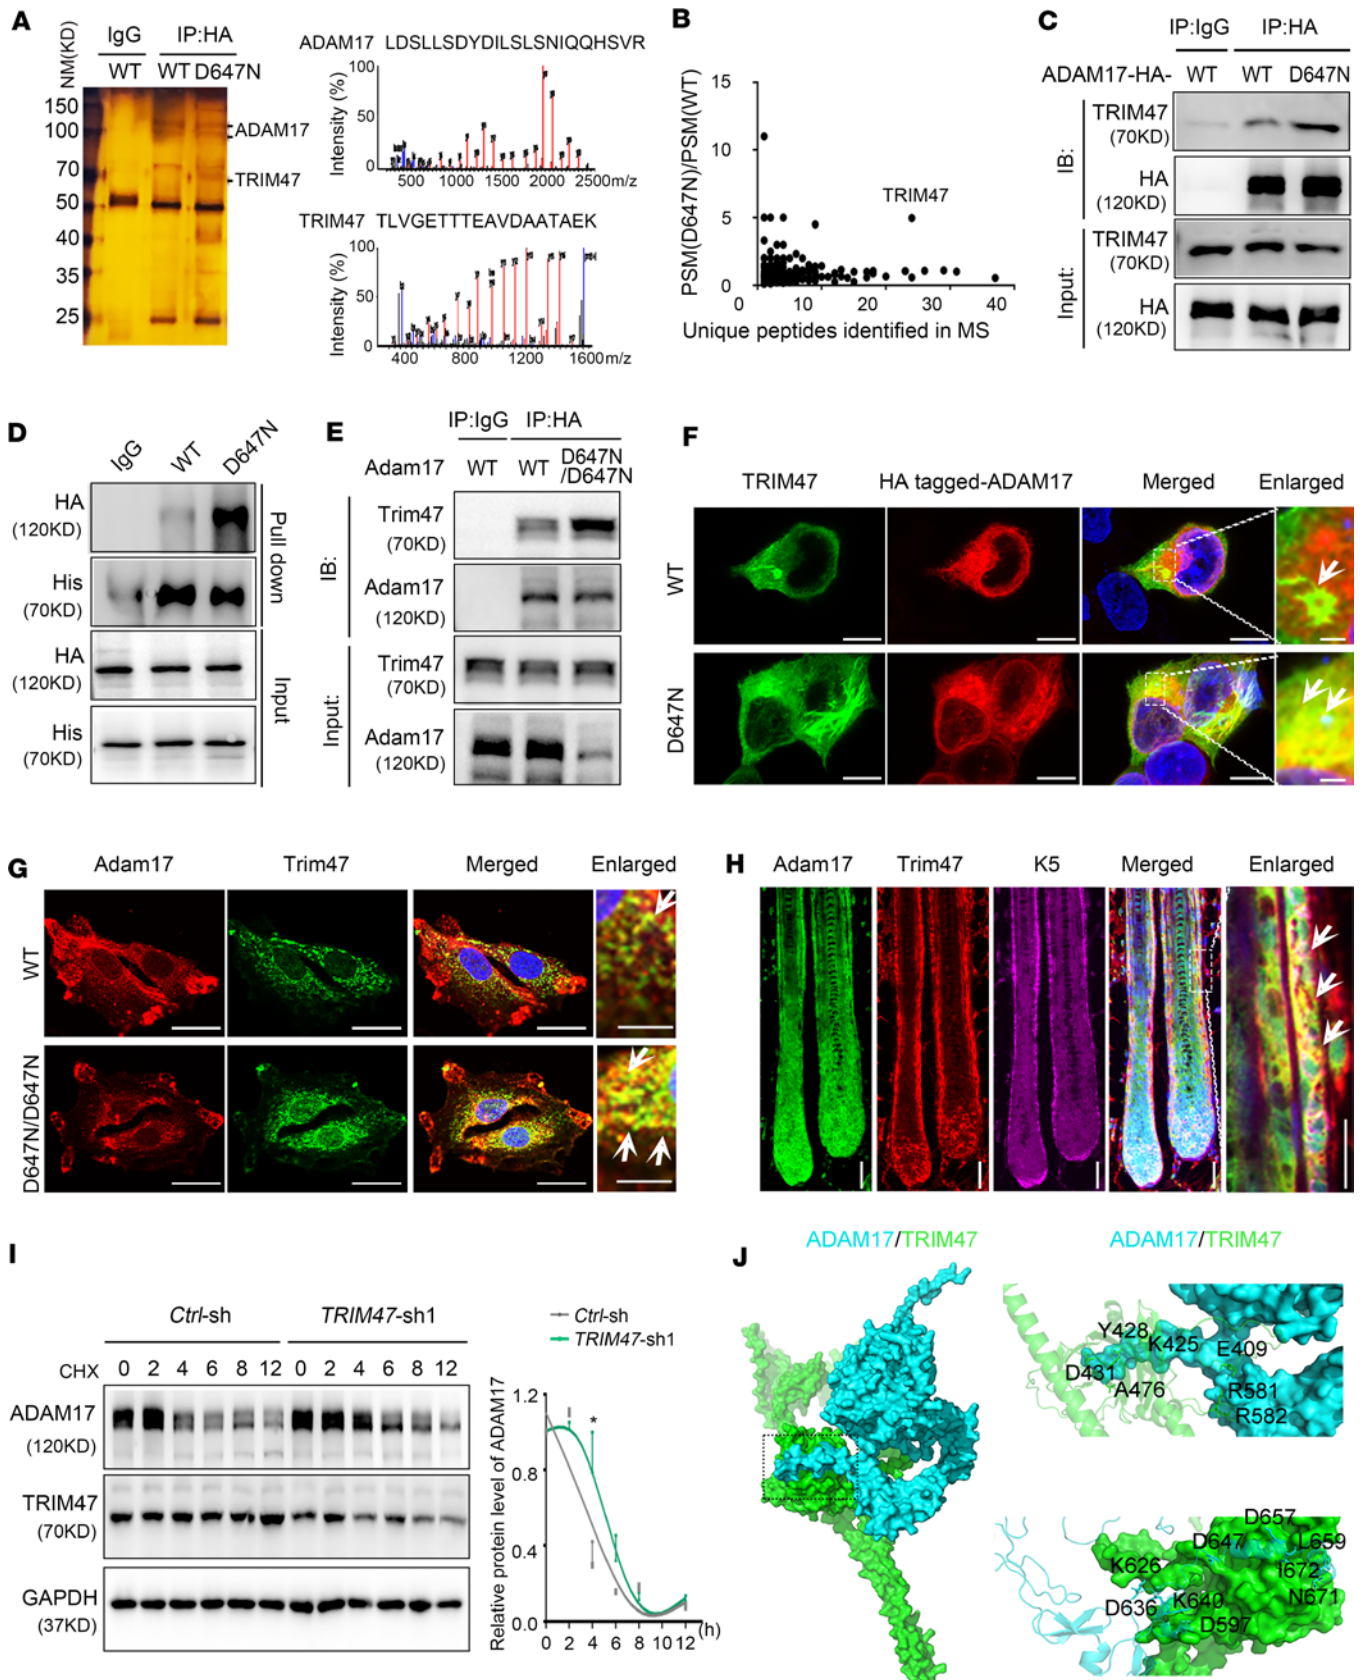 A
NM(KD)
IgG
IP:HA
WT
WT D647N
150
100
70
50
40
35
25
ADAM17
TRIM47
ADAM17 LDSLLSDYDILSLSNIQQHSVR
Intensity (%)
100
50
0
500 1000 1500 2000 2500m/z
TRIM47 TLVGETTTEAVDAATAEK
Intensity (%)
100
50
0
400 800 1200 1600m/z
B
PSM(D647N)/PSM(WT)
15
10
5
0
TRIM47
10 20 30 40
Unique peptides identified in MS
C
IP:IgG IP:HA
ADAM17-HA- WT WT D647N
IB:
TRIM47
(70KD)
HA
(120KD)
Input:
TRIM47
(70KD)
HA
(120KD)
D
IgG WT D647N
HA
(120KD)
His
(70KD)
Pull down
HA
(120KD)
His
(70KD)
Input
E
IP:IgG IP:HA
Adam17 WT WT D647N
/D647N
IB:
Trim47
(70KD)
Adam17
(120KD)
Input:
Trim47
(70KD)
Adam17
(120KD)
F
TRIM47 HA tagged-ADAM17 Merged Enlarged
WT
D647N
G
Adam17 Trim47 Merged Enlarged
WT
D647N/D647N
H
Adam17 Trim47 K5 Merged Enlarged
I
Ctrl-sh TRIM47-sh1
CHX 0 2 4 6 8 12 0 2 4 6 8 12
ADAM17
(120KD)
TRIM47
(70KD)
GAPDH
(37KD)
Ctrl-sh
TRIM47-sh1
Relative protein level of ADAM17
1.2
0.8
0.4
0.0
*
0 2 4 6 8 10 12 (h)
J
ADAM17/TRIM47
ADAM17/TRIM47
Y428
K425
E409
D431
A476
R581
R582
D657
D647
L659
K626
I672
N671
K640
D636
D597